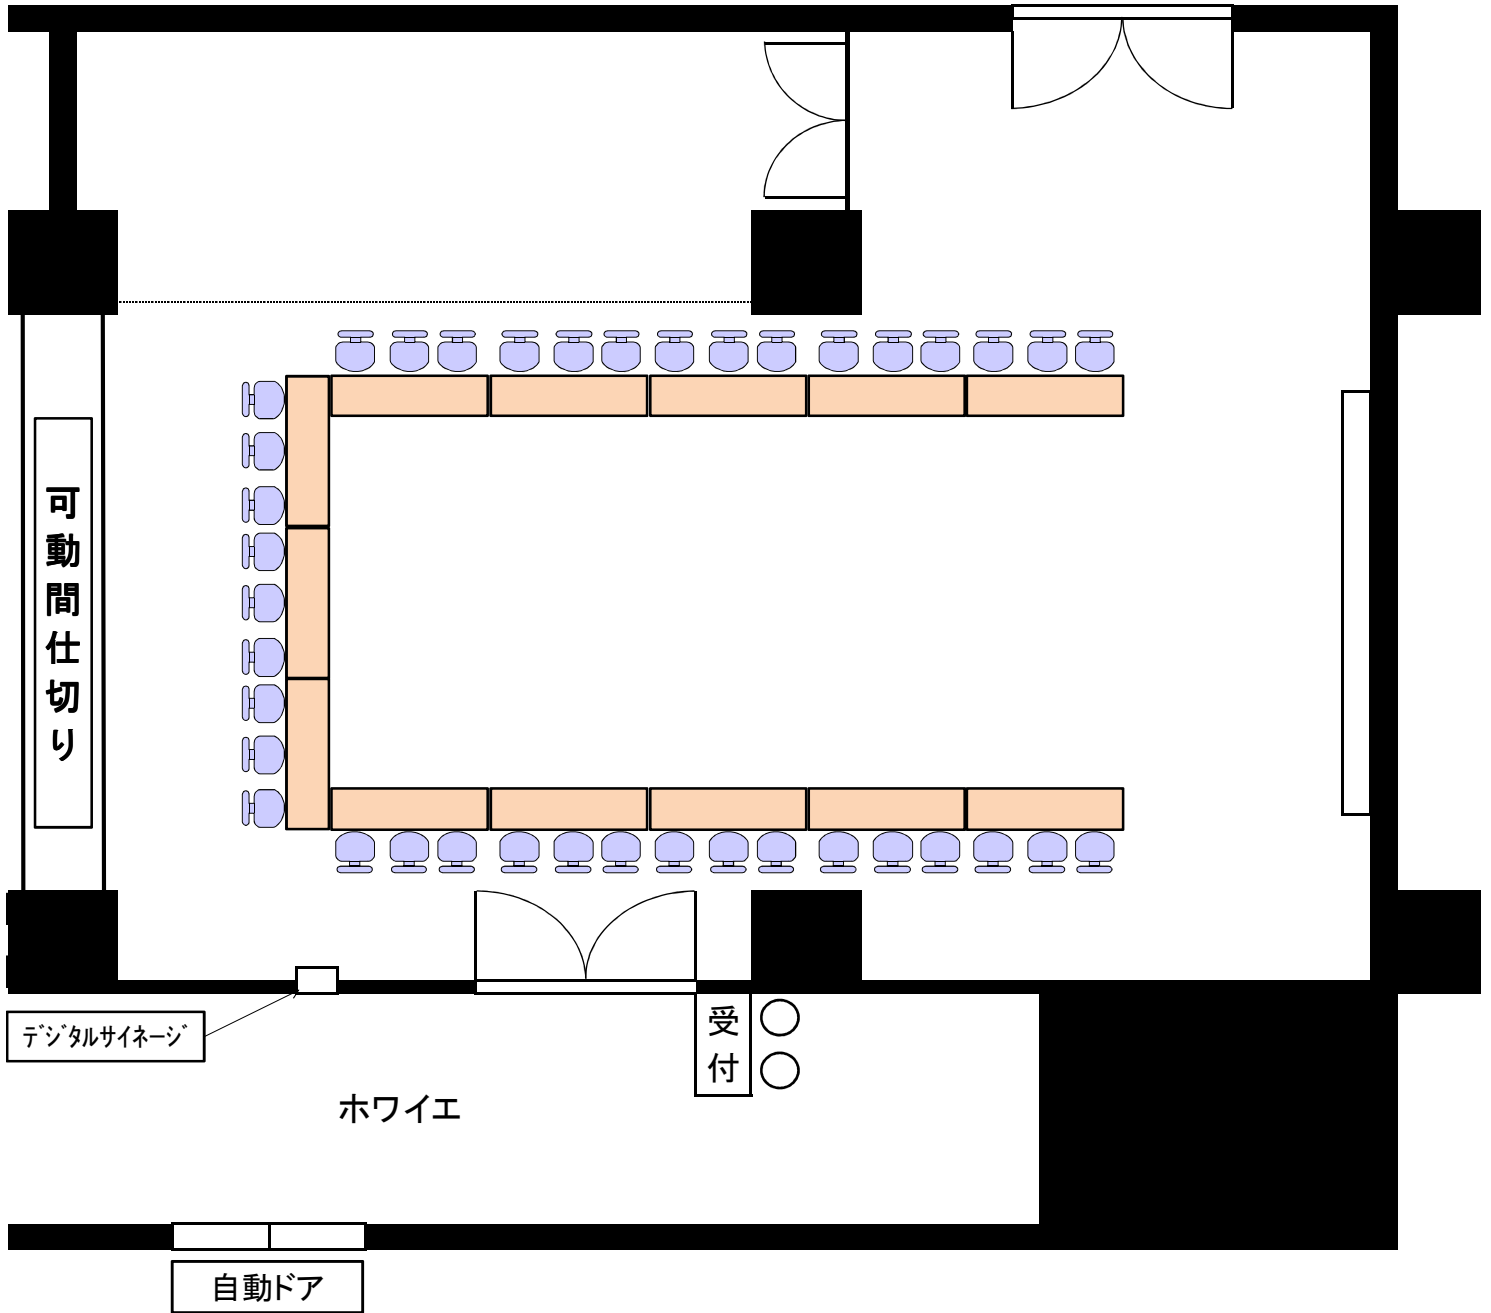 可動間仕切り
デジタルサイネージ
受付
ホワイエ
自動ドア